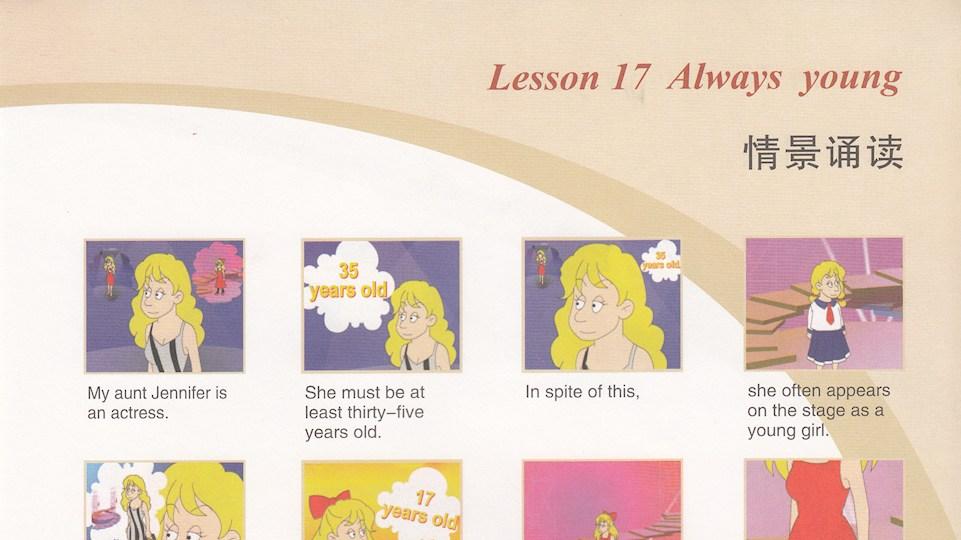 Lesson 17 Always young
情景诵读
35
years old
35
years old
My aunt Jennifer is
an actress.
She must be at
least thirty–five
years old.
In spite of this,
she often appears
on the stage as a
young girl.
17
years old